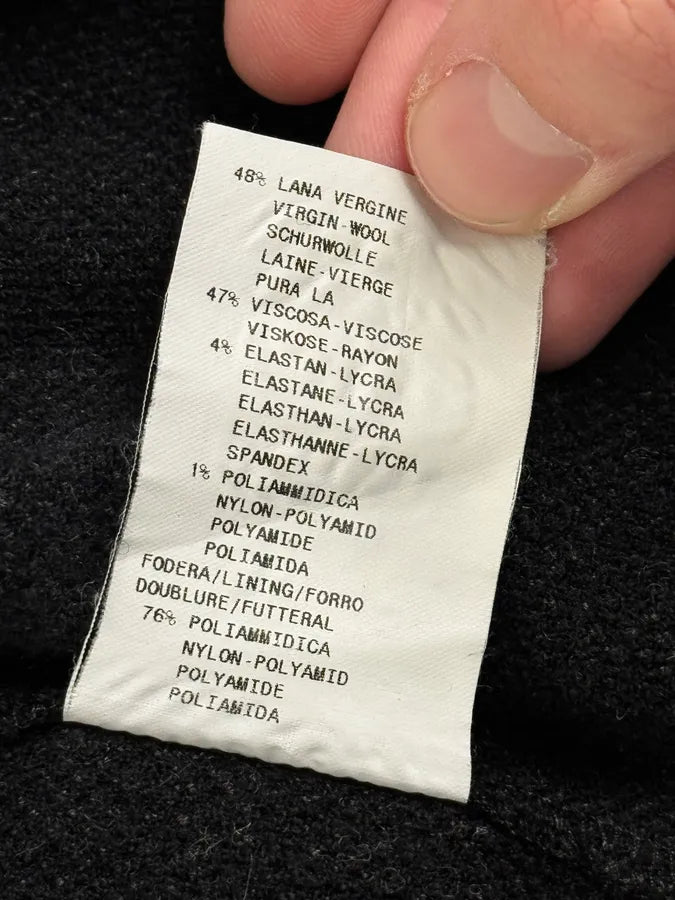 48% LANA VERGINE
VIRGIN-WOOL
SCHURWOLLE
LAINE-VIERGE
PURA LA
47% VISCOSA-VISCOSE
VISKOSE-RAYON
4% ELASTAN-LYCRA
ELASTANE-LYCRA
ELASTHAN-LYCRA
ELASTHANNE-LYCRA
SPANDEX
1% POLIAMMIDICA
NYLON-POLYAMID
POLYAMIDE
POLIAMIDA
FODERA/LINING/FORRO
DOUBLURE/FUTTERAL
76% POLIAMMIDICA
NYLON-POLYAMID
POLYAMIDE
POLIAMIDA